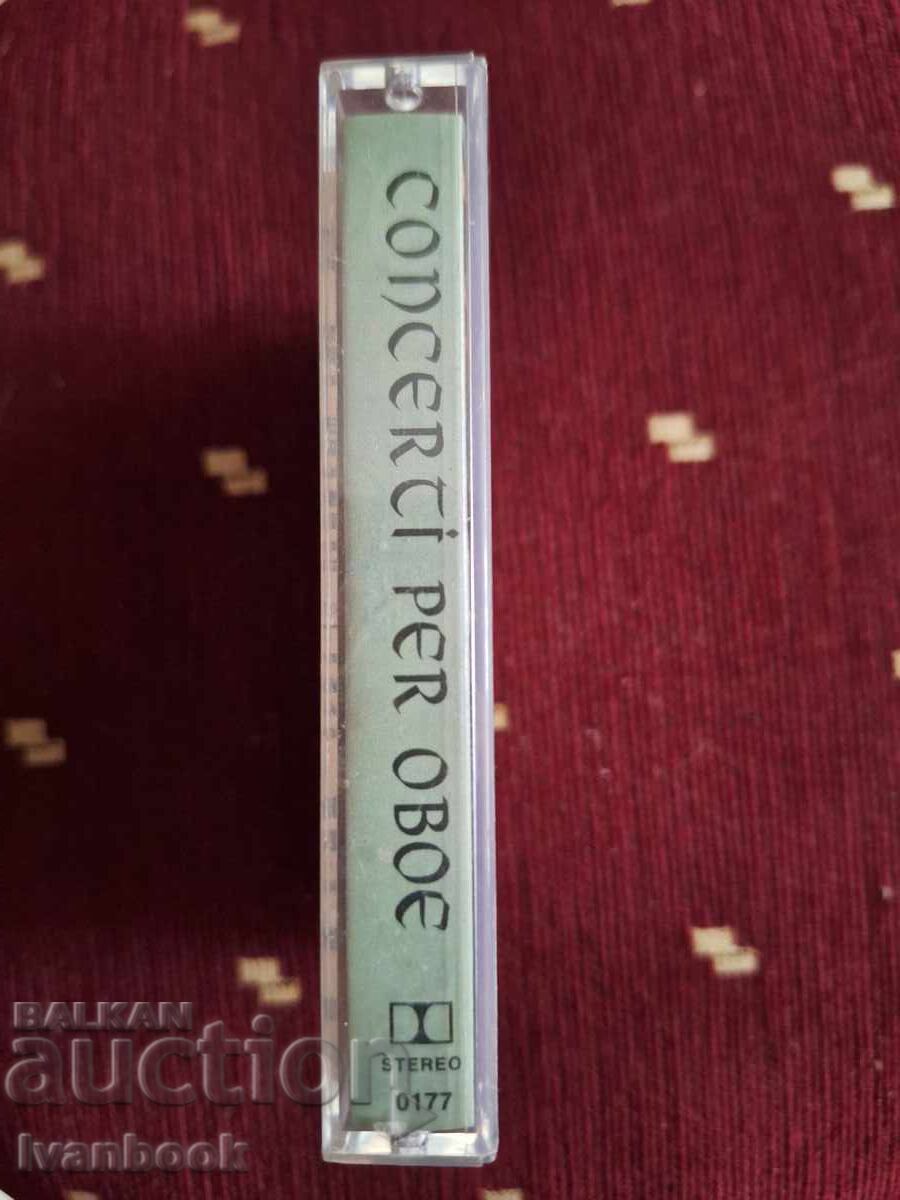 CONCERTI PER OBOE
STEREO
0177
BALKAN
auction
Ivanbook